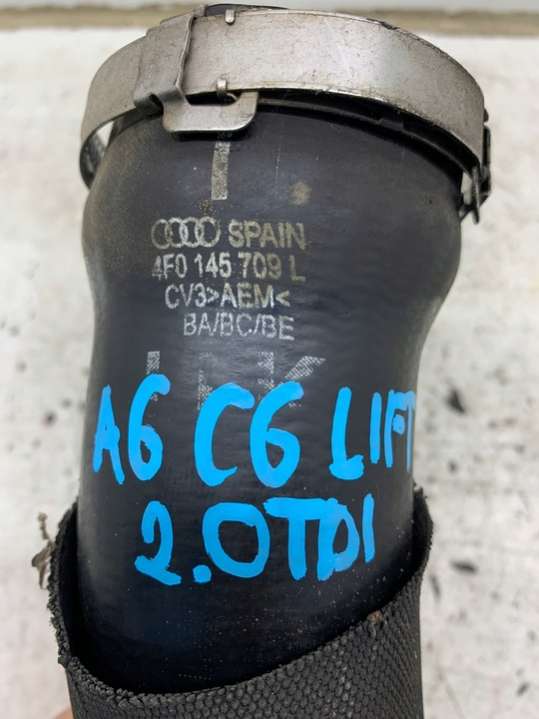 SPAIN
4F0 145 709 L
CV3>AEM<
BA/BC/BE
A6 C6 LIFT
2.0TDI